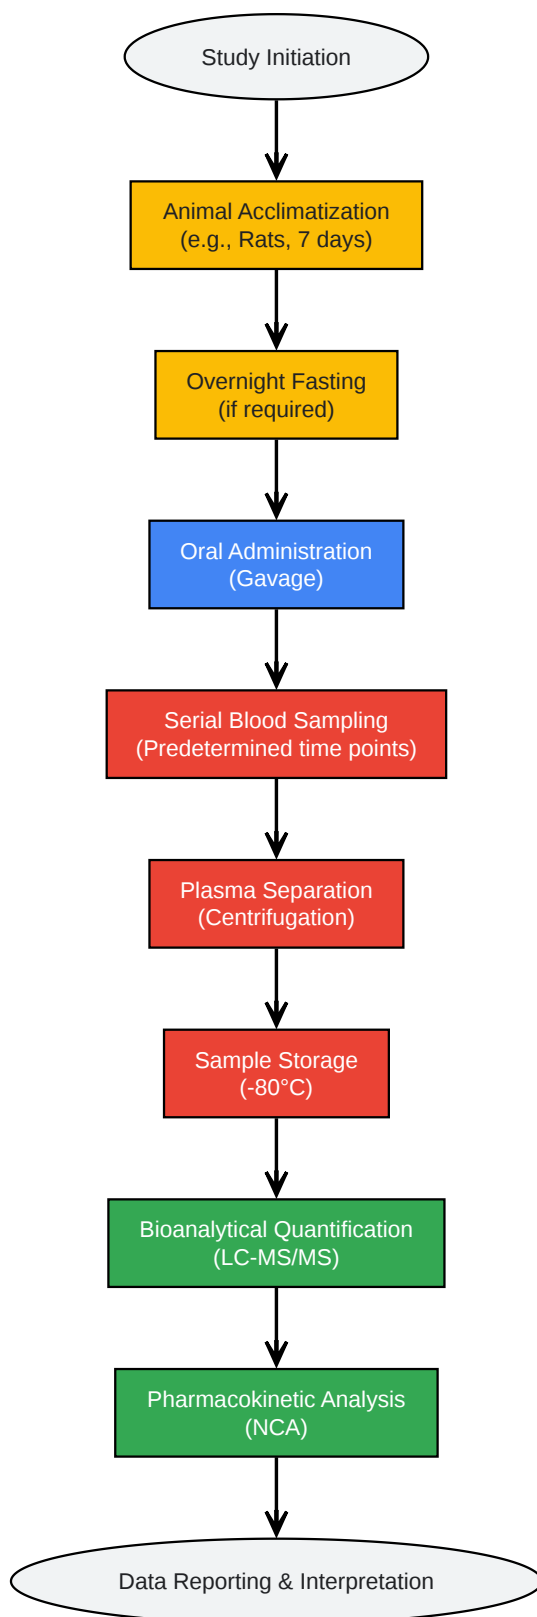 Study Initiation
Animal Acclimatization
(e.g., Rats, 7 days)
Overnight Fasting
(if required)
Oral Administration
(Gavage)
Serial Blood Sampling
(Predetermined time points)
Plasma Separation
(Centrifugation)
Sample Storage
(-80°C)
Bioanalytical Quantification
(LC-MS/MS)
Pharmacokinetic Analysis
(NCA)
Data Reporting & Interpretation